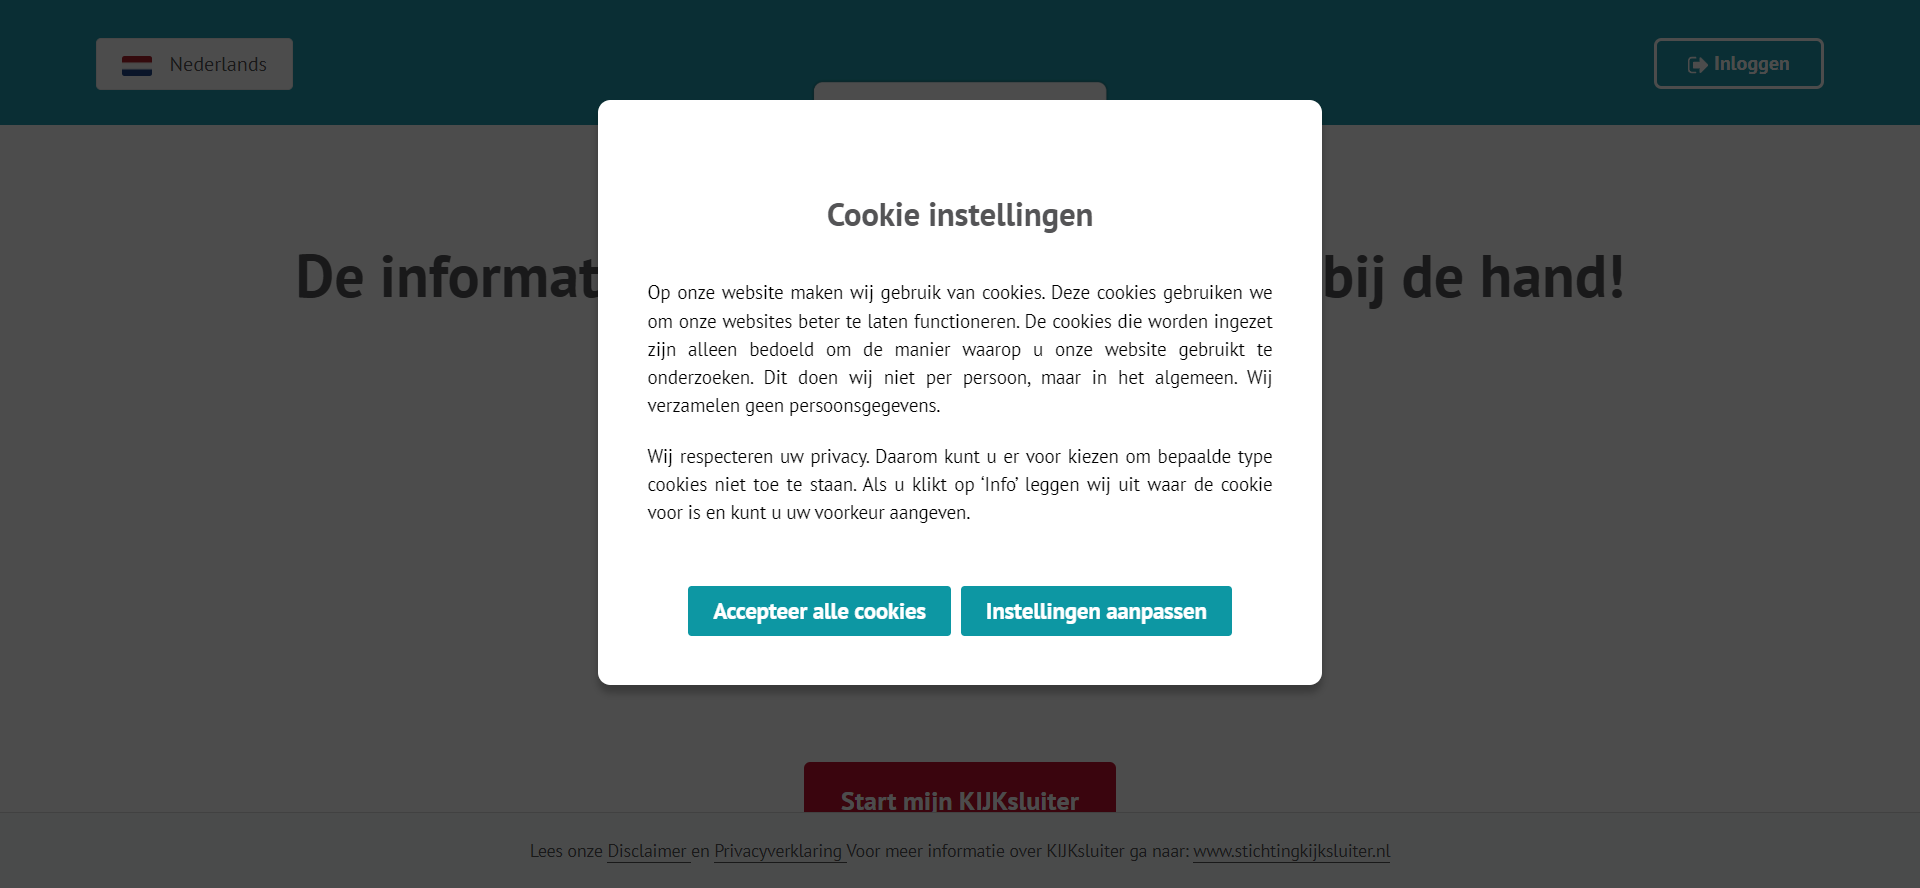 Nederlands
Inloggen
De informat bij de hand!
Cookie instellingen
Op onze website maken wij gebruik van cookies. Deze cookies gebruiken we
om onze websites beter te laten functioneren. De cookies die worden ingezet
zijn alleen bedoeld om de manier waarop u onze website gebruikt te
onderzoeken. Dit doen wij niet per persoon, maar in het algemeen. Wij
verzamelen geen persoonsgegevens.
Wij respecteren uw privacy. Daarom kunt u er voor kiezen om bepaalde type
cookies niet toe te staan. Als u klikt op ‘Info’ leggen wij uit waar de cookie
voor is en kunt u uw voorkeur aangeven.
Accepteer alle cookies
Instellingen aanpassen
Start mijn KIJKsluiter
Lees onze Disclaimer en Privacyverklaring Voor meer informatie over KIJKsluiter ga naar: www.stichtingkijksluiter.nl